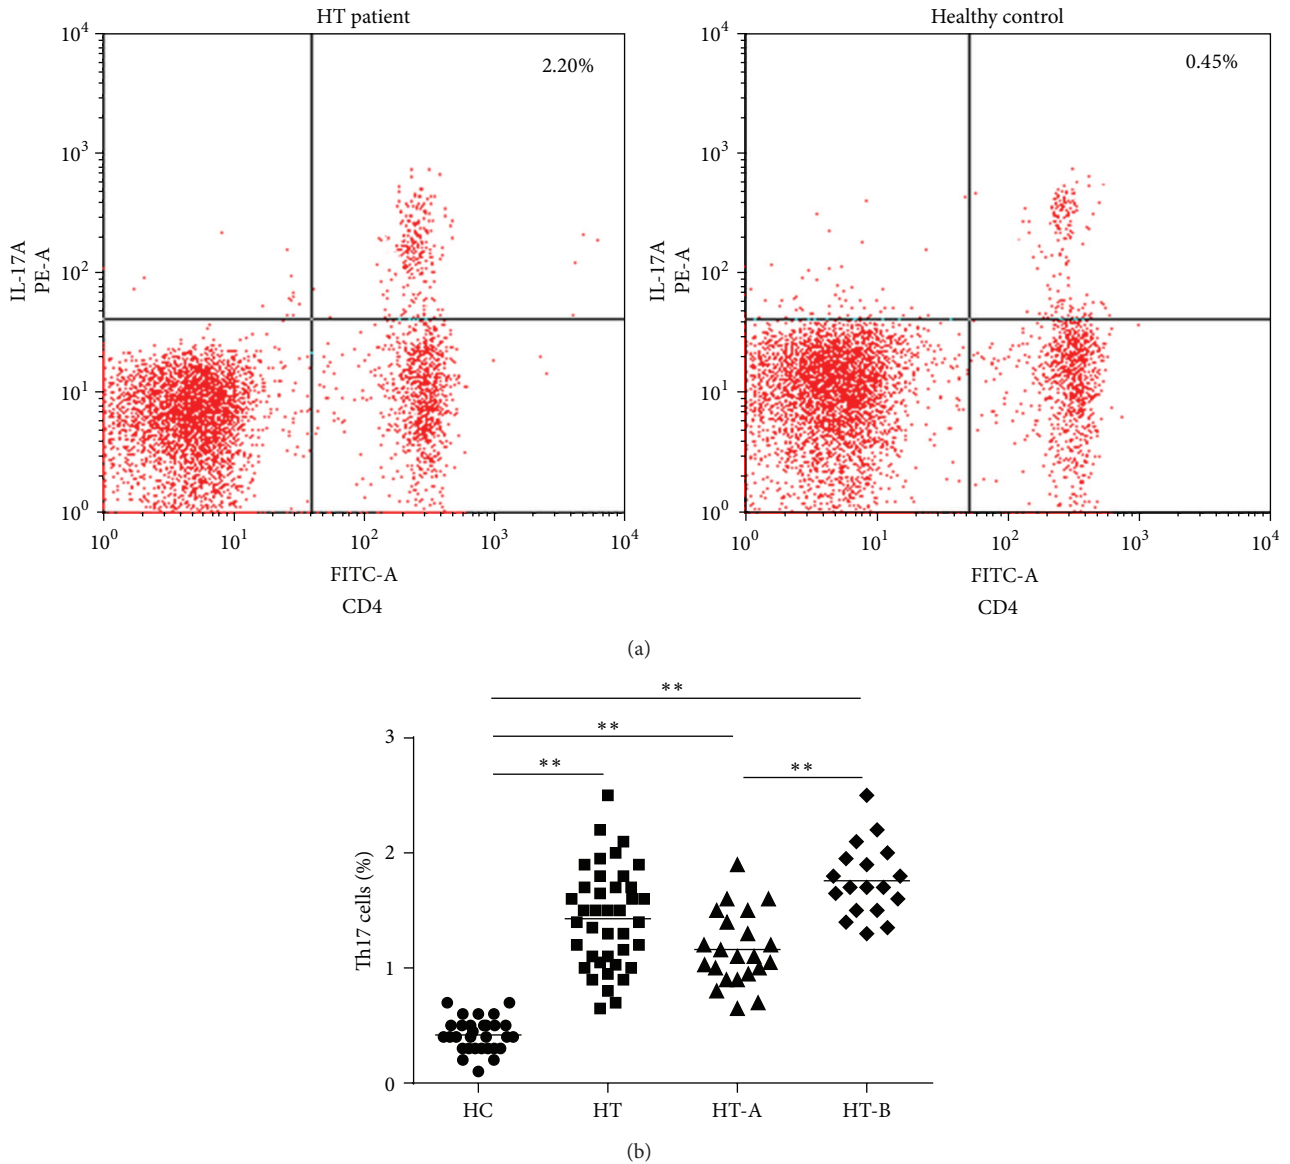 HT patient
Healthy control
10⁴
10³
10²
10¹
10⁰
2.20%
IL-17A
PE-A
10⁰ 10¹ 10² 10³ 10⁴
FITC-A
CD4
10⁴
10³
10²
10¹
10⁰
0.45%
IL-17A
PE-A
10⁰ 10¹ 10² 10³ 10⁴
FITC-A
CD4
(a)
**
**
**
**
3
2
1
0
Th17 cells (%)
HC HT HT-A HT-B
(b)